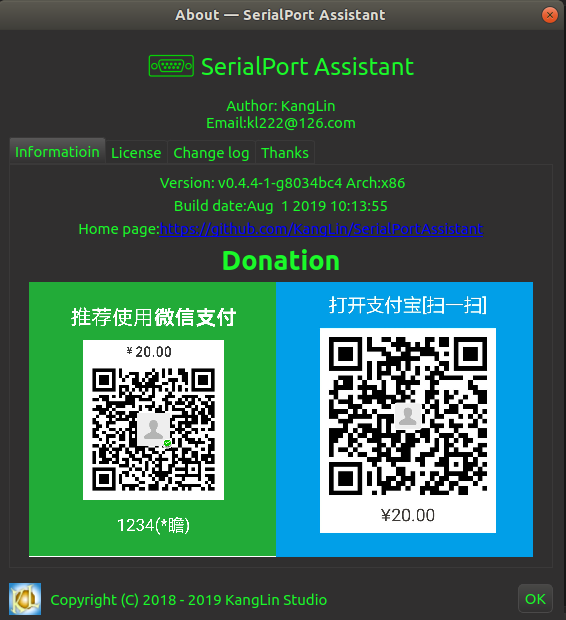 About — SerialPort Assistant
SerialPort Assistant
Author: KangLin
Email:kl222@126.com
Informatioin License Change log Thanks
Version: v0.4.4-1-g8034bc4 Arch:x86
Build date:Aug  1 2019 10:13:55
Home page:https://github.com/KangLin/SerialPortAssistant
Donation
推荐使用微信支付
¥20.00
1234(*瞻)
打开支付宝[扫一扫]
¥20.00
Copyright (C) 2018 - 2019 KangLin Studio
OK